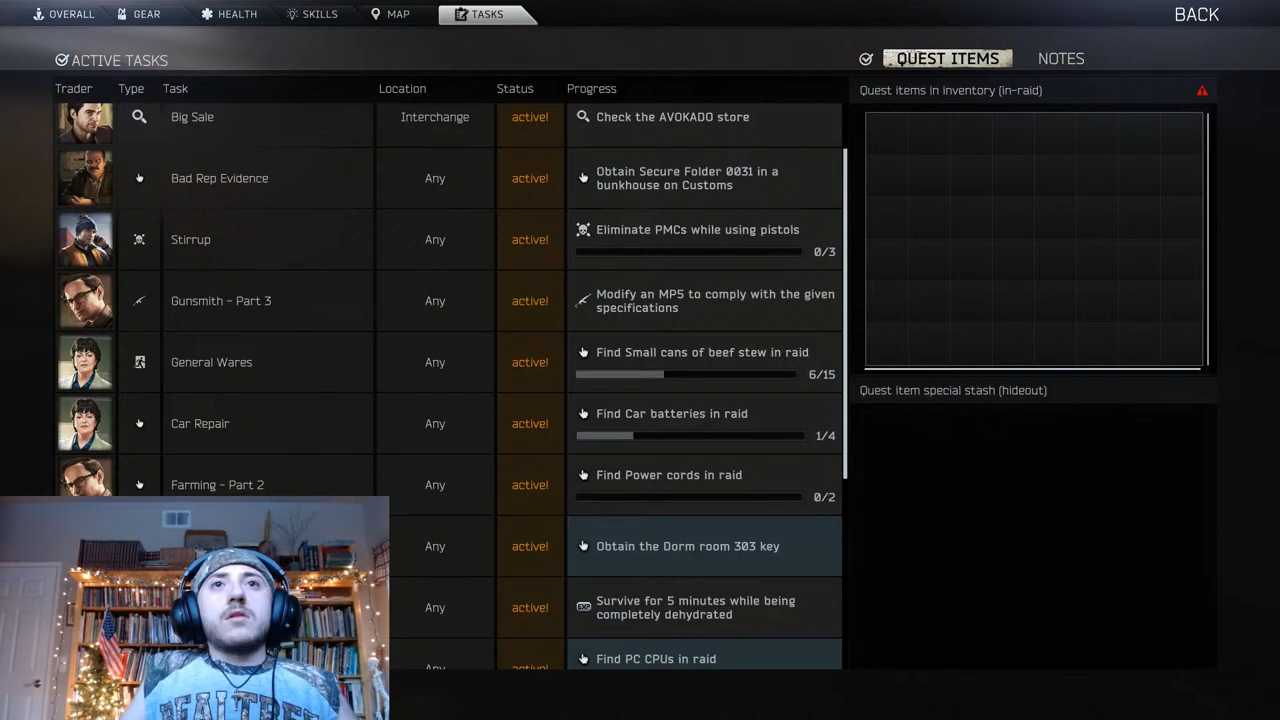 OVERALL GEAR HEALTH SKILLS MAP TASKS BACK
ACTIVE TASKS QUEST ITEMS NOTES
Trader Type Task Location Status Progress
Quest items in inventory (in-raid)
Big Sale Interchange active! Check the AVOKADO store
Bad Rep Evidence Any active! Obtain Secure Folder 0031 in a
bunkhouse on Customs
Stirrup Any active! Eliminate PMCs while using pistols
0/3
Gunsmith - Part 3 Any active! Modify an MP5 to comply with the given
specifications
General Wares Any active! Find Small cans of beef stew in raid
6/15
Quest item special stash (hideout)
Car Repair Any active! Find Car batteries in raid
1/4
Farming - Part 2 Any active! Find Power cords in raid
0/2
Any active! Obtain the Dorm room 303 key
Any active! Survive for 5 minutes while being
completely dehydrated
Any active! Find PC CPUs in raid
REALTREE